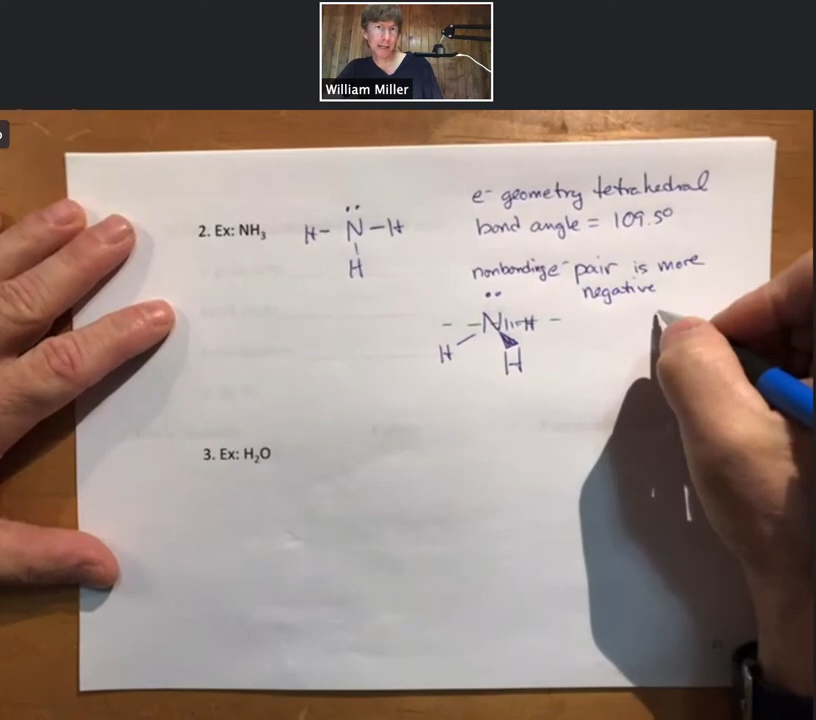 William Miller
e- geometry tetrahedral
2. Ex: NH₃
H- N̈ -H
bond angle = 109.5°
|
H
nonbonding e- pair is more
negative
··
- -N'''H -
H
H
3. Ex: H₂O